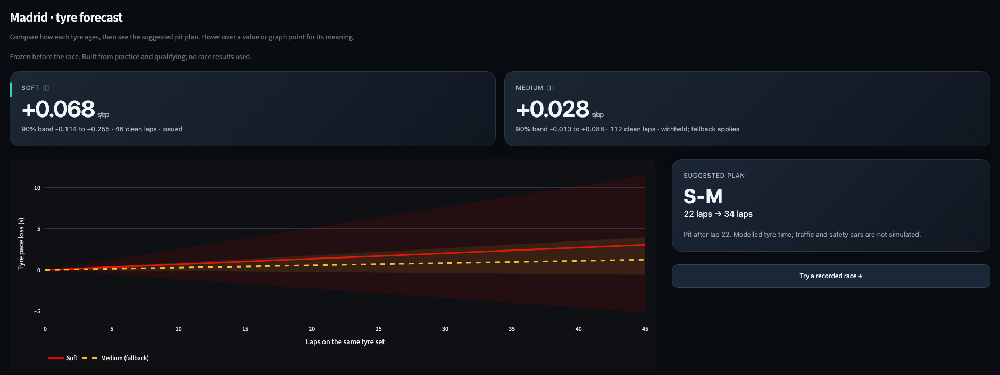 Madrid · tyre forecast
Compare how each tyre ages, then see the suggested pit plan. Hover over a value or graph point for its meaning.
Frozen before the race. Built from practice and qualifying; no race results used.
SOFT ⓘ
+0.068 s/lap
90% band -0.114 to +0.255 · 46 clean laps · issued
MEDIUM ⓘ
+0.028 s/lap
90% band -0.013 to +0.088 · 112 clean laps · withheld; fallback applies
Tyre pace loss (s)
10
5
0
−5
0 5 10 15 20 25 30 35 40 45
Laps on the same tyre set
Soft Medium (fallback)
SUGGESTED PLAN
S-M
22 laps → 34 laps
Pit after lap 22. Modelled tyre time; traffic and safety cars are not simulated.
Try a recorded race →